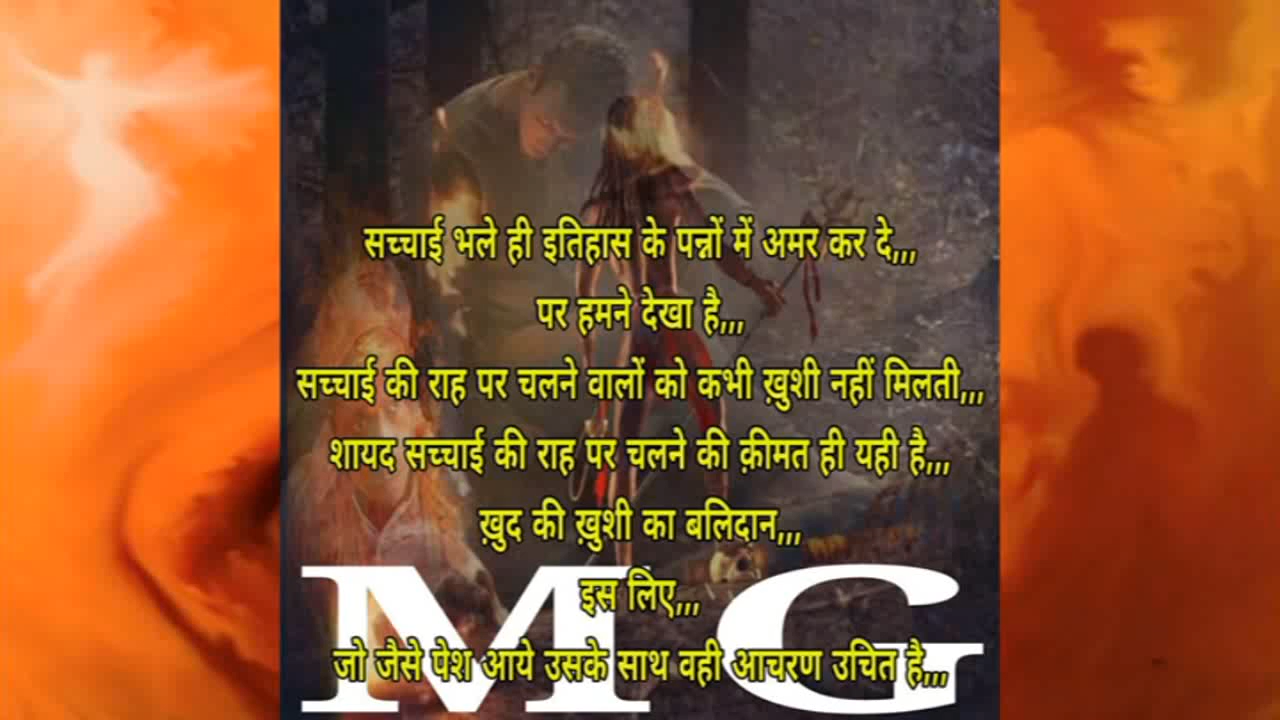 सच्चाई भले ही इतिहास के पन्नों में अमर कर दे,,,
पर हमने देखा है,,,
सच्चाई की राह पर चलने वालों को कभी ख़ुशी नहीं मिलती,,,
शायद सच्चाई की राह पर चलने की क़ीमत ही यही है,,,
ख़ुद की ख़ुशी का बलिदान,,,
इस लिए,,,
जो जैसे पेश आये उसके साथ वही आचरण उचित है,,,
M G